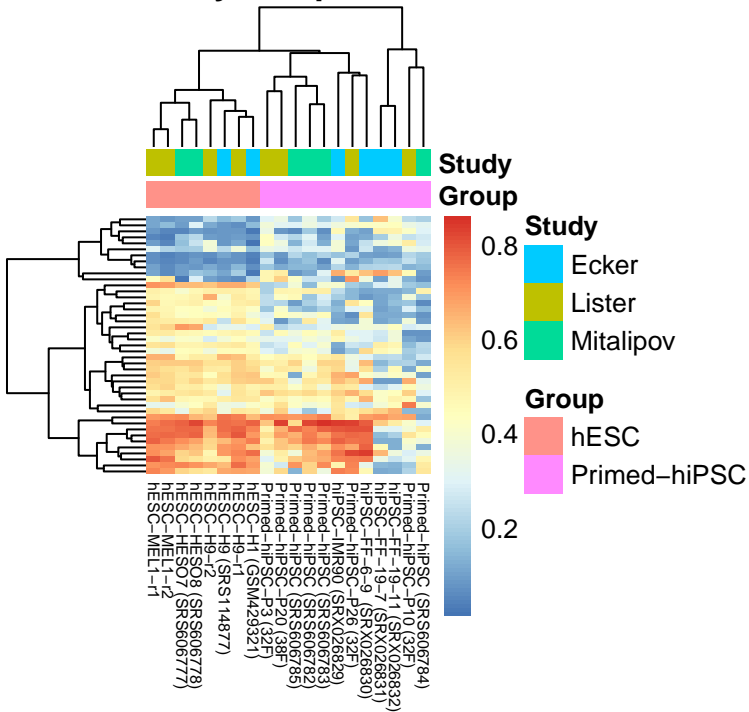 Study
Group
0.8
0.6
0.4
0.2
Study
Ecker
Lister
Mitalipov
Group
hESC
Primed−hiPSC
hESC−MEL1−r1
hESC−MEL1−r2
hESC−HESO7 (SRS606777)
hESC−HESO8 (SRS606778)
hESC−H9−r2
hESC−H9 (SRS114877)
hESC−H9−r1
hESC−H1 (GSM429321)
Primed−hiPSC−P3 (32F)
Primed−hiPSC−P20 (38F)
Primed−hiPSC (SRS606785)
Primed−hiPSC (SRS606782)
Primed−hiPSC (SRS606783)
hiPSC−IMR90 (SRX026829)
Primed−hiPSC−P26 (32F)
hiPSC−FF−6−9 (SRX026830)
hiPSC−FF−19−7 (SRX026831)
hiPSC−FF−19−11 (SRX026832)
Primed−hiPSC−P10 (32F)
Primed−hiPSC (SRS606784)